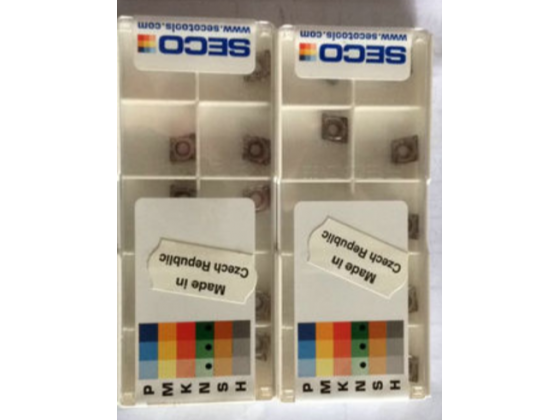 SECO
www.secotools.com
SECO
www.secotools.com
Made in
Czech Republic
Made in
Czech Republic
P M K N S H
P M K N S H